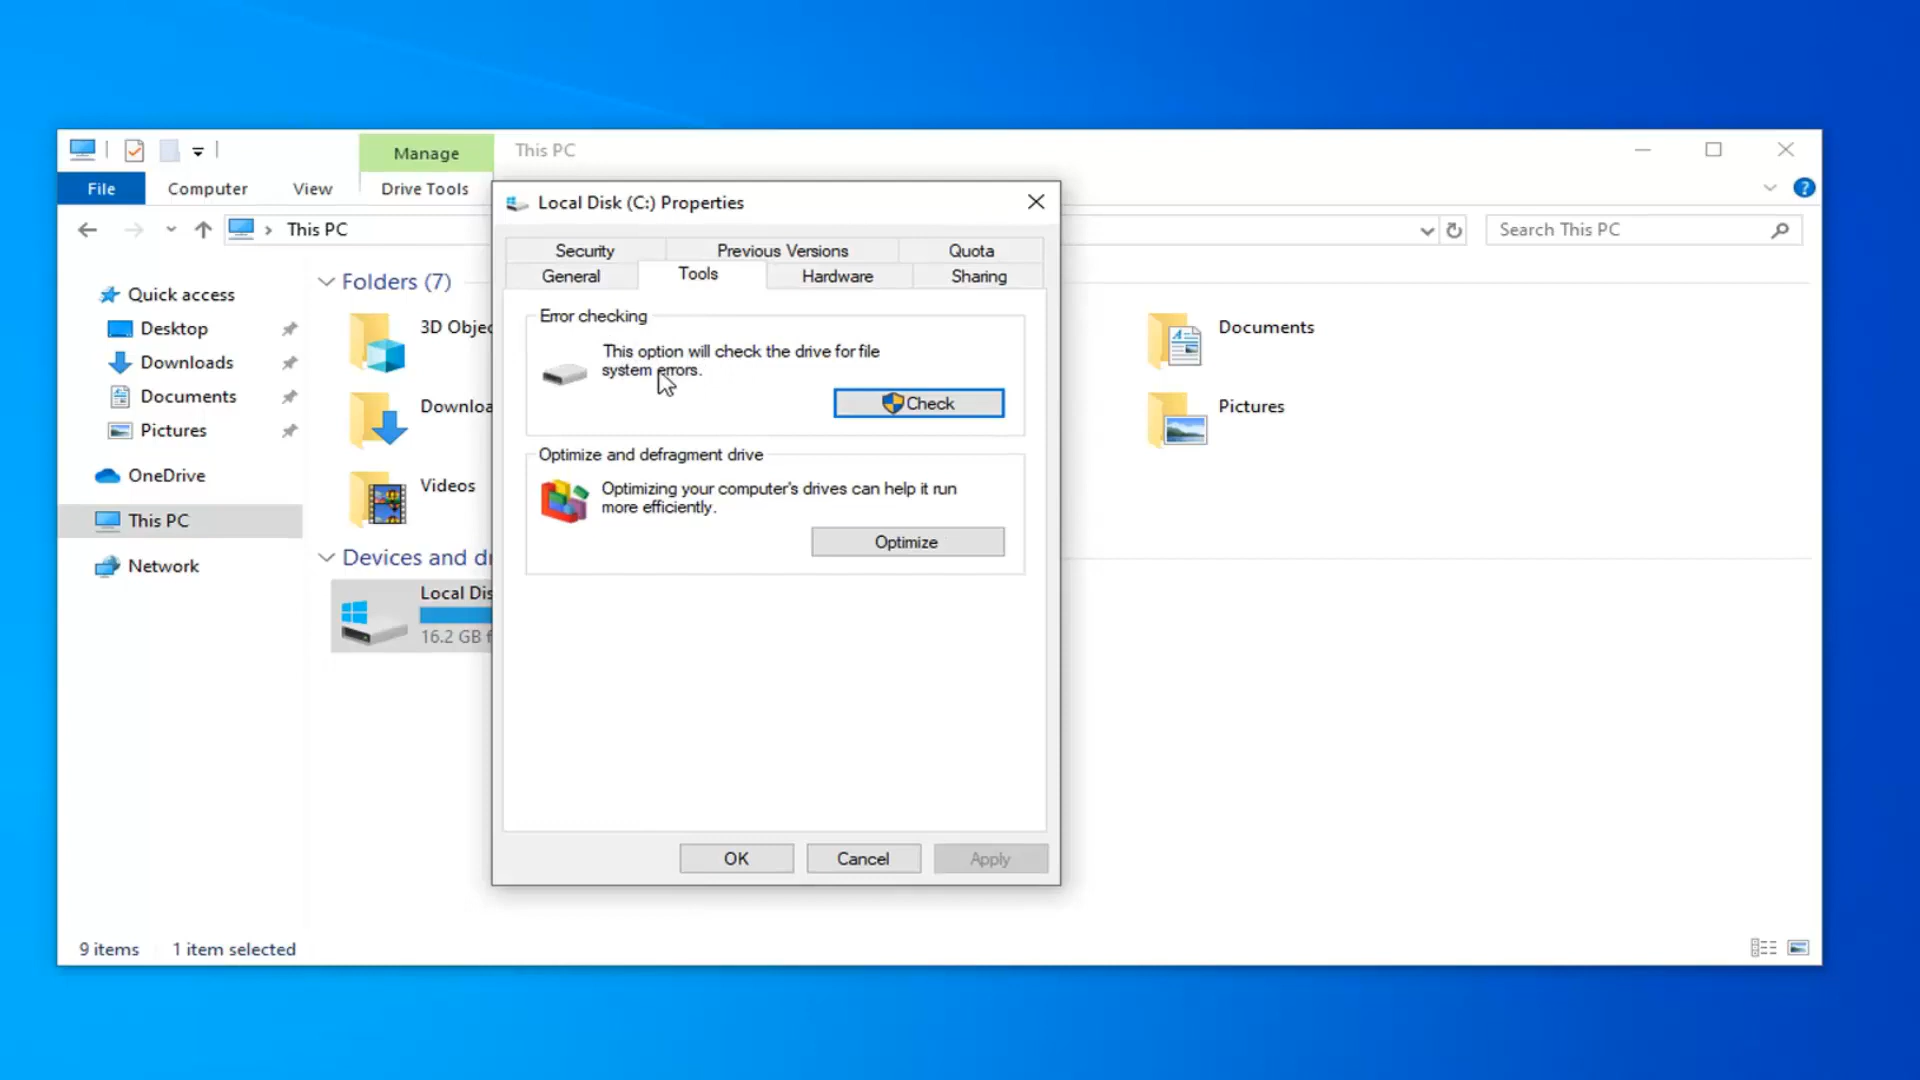 Manage
This PC
File
Computer
View
Drive Tools
?
This PC
Search This PC
Quick access
Desktop
Downloads
Documents
Pictures
OneDrive
This PC
Network
Folders (7)
3D Objec
Downloa
Videos
Documents
Pictures
Devices and dr
Local Dis
16.2 GB f
Local Disk (C:) Properties
Security
Previous Versions
Quota
General
Tools
Hardware
Sharing
Error checking
This option will check the drive for file
system errors.
Check
Optimize and defragment drive
Optimizing your computer's drives can help it run
more efficiently.
Optimize
OK
Cancel
Apply
9 items
1 item selected